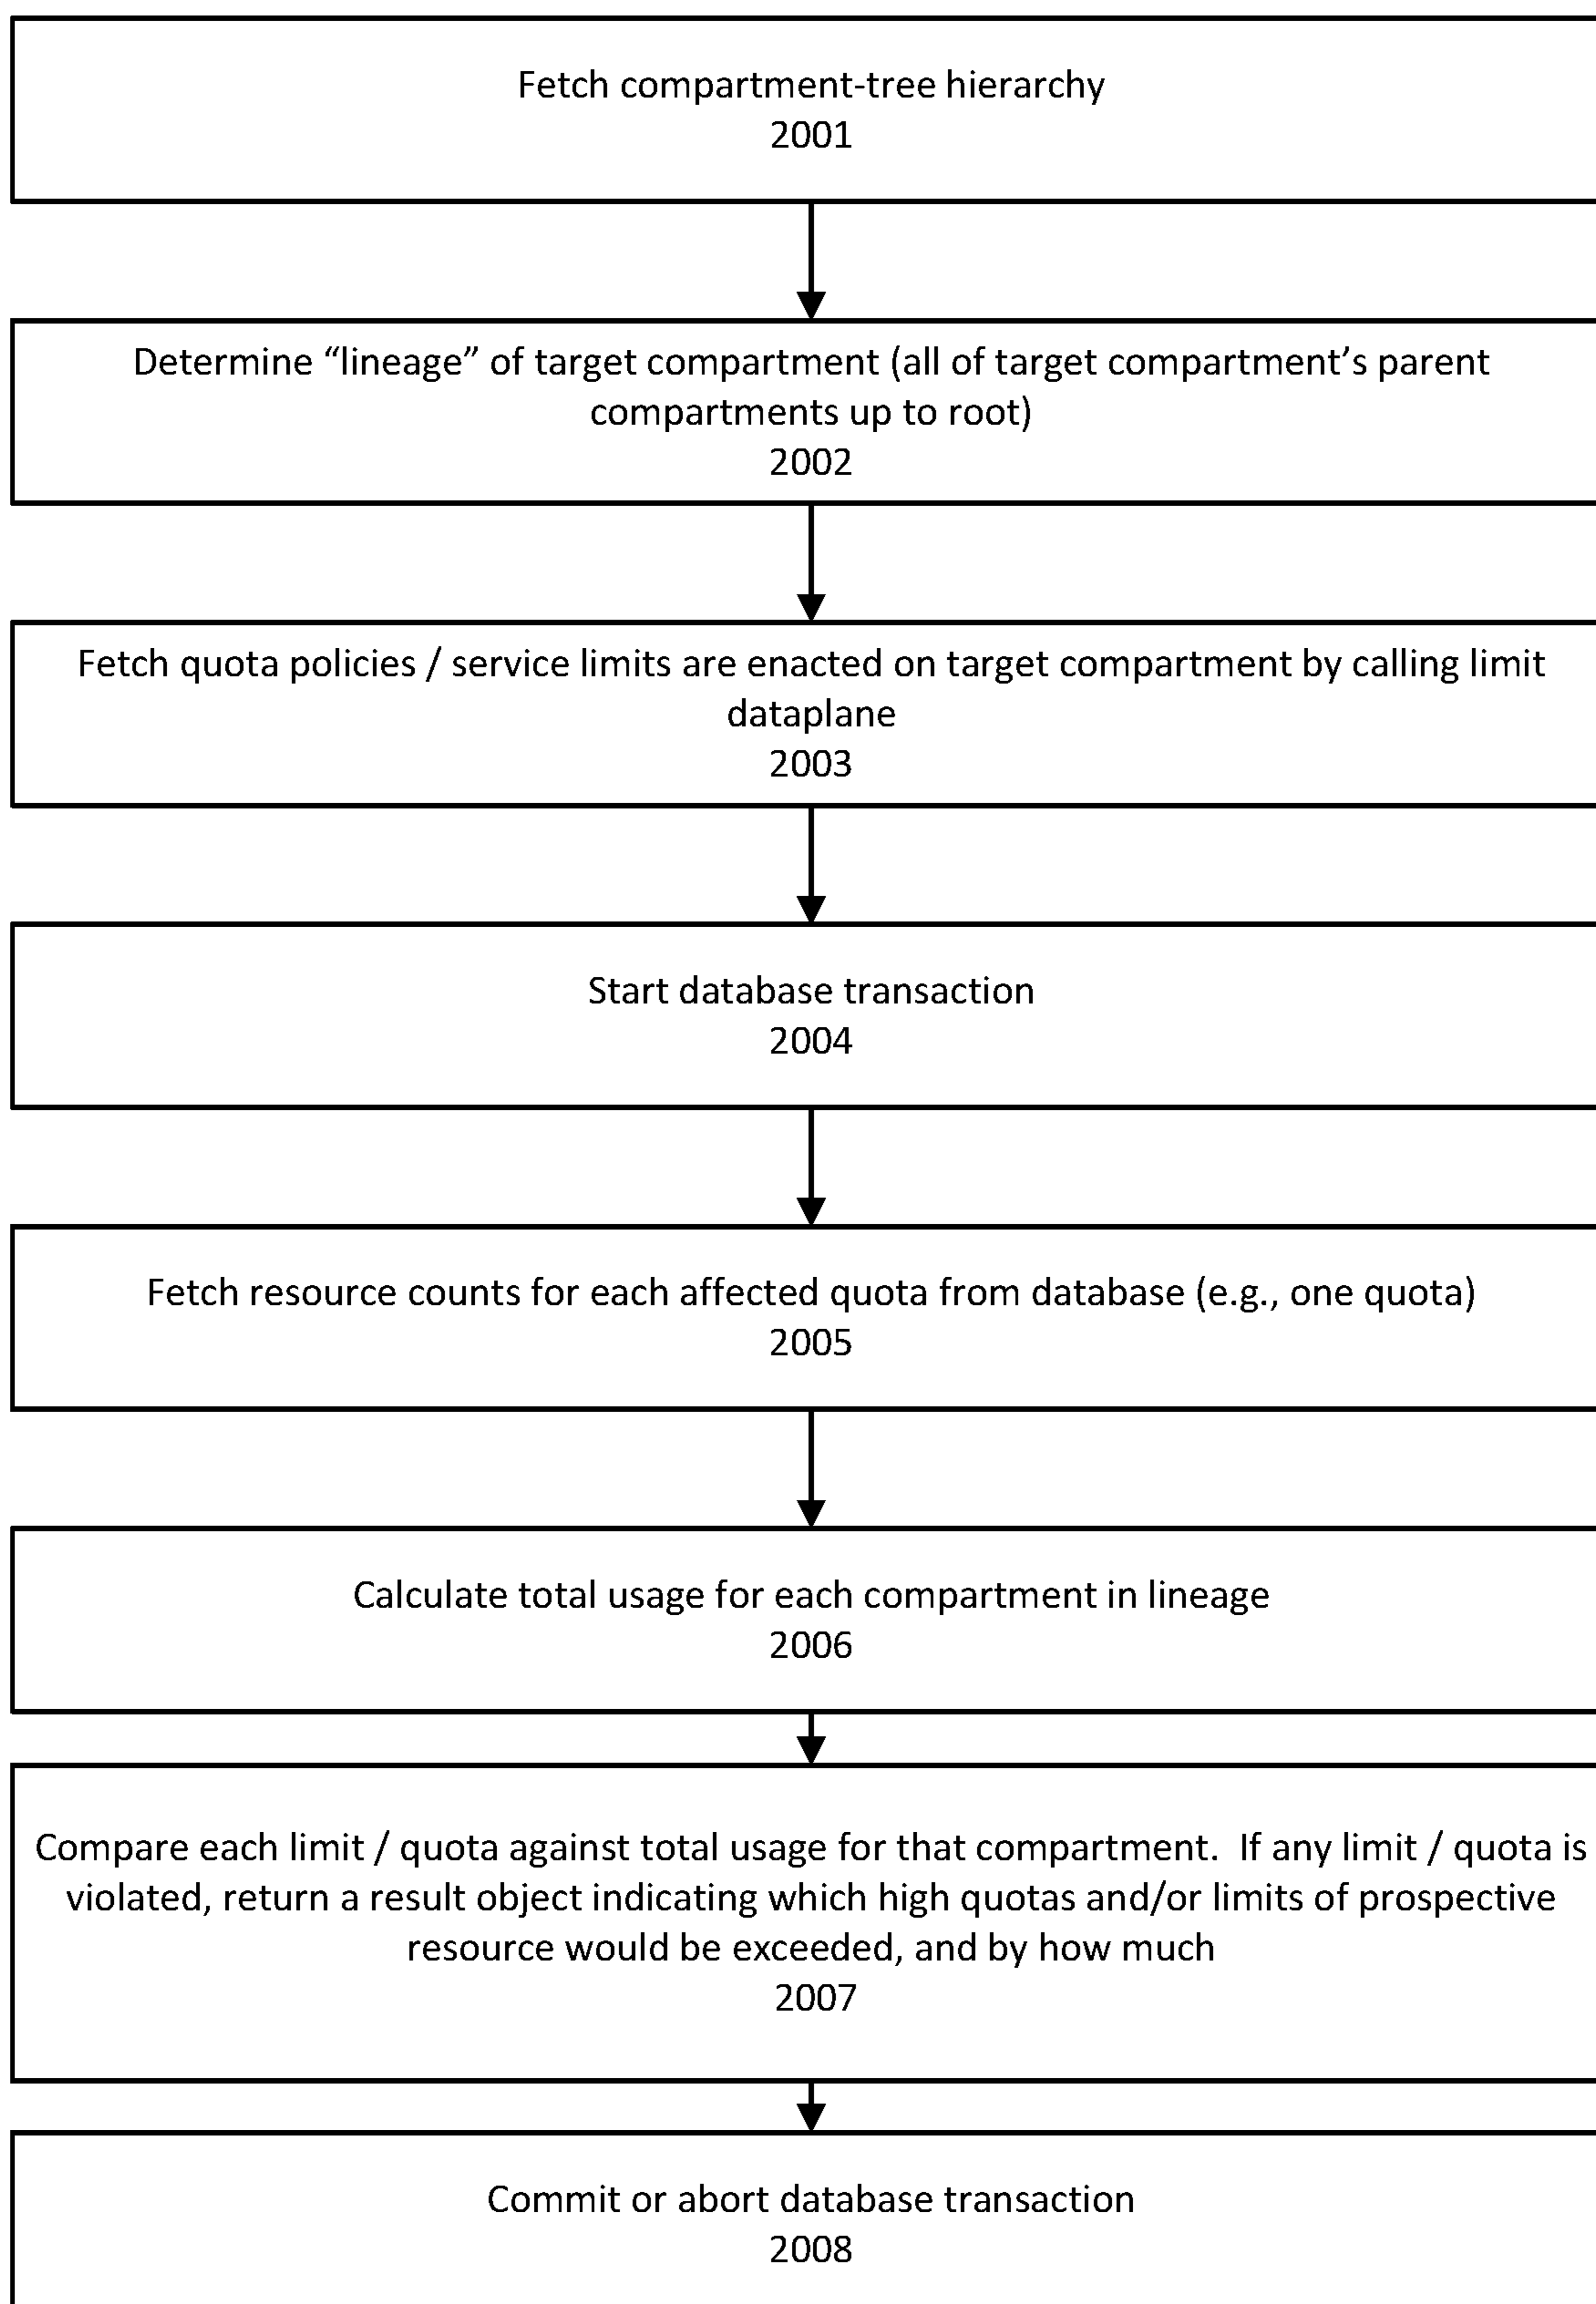 Fetch compartment-tree hierarchy
2001
Determine “lineage” of target compartment (all of target compartment’s parent
compartments up to root)
2002
Fetch quota policies / service limits are enacted on target compartment by calling limit
dataplane
2003
Start database transaction
2004
Fetch resource counts for each affected quota from database (e.g., one quota)
2005
Calculate total usage for each compartment in lineage
2006
Compare each limit / quota against total usage for that compartment.  If any limit / quota is
violated, return a result object indicating which high quotas and/or limits of prospective
resource would be exceeded, and by how much
2007
Commit or abort database transaction
2008